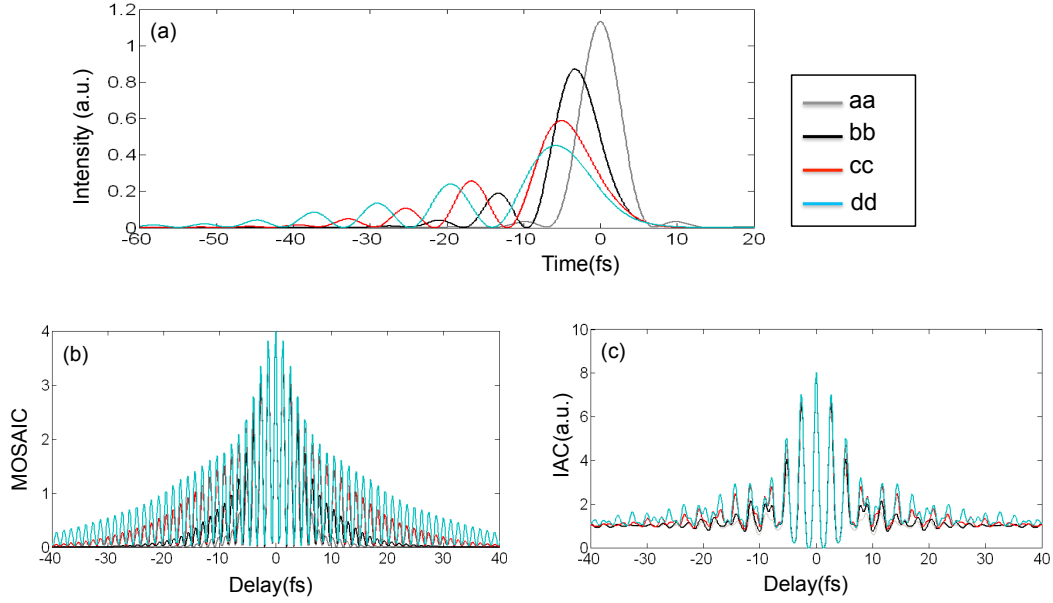 (a)
Intensity (a.u.)
1.2
1
0.8
0.6
0.4
0.2
0
-60 -50 -40 -30 -20 -10 0 10 20
Time(fs)
aa
bb
cc
dd
(b)
MOSAIC
4
3
2
1
0
-40 -30 -20 -10 0 10 20 30 40
Delay(fs)
(c)
IAC(a.u.)
10
8
6
4
2
0
-40 -30 -20 -10 0 10 20 30 40
Delay(fs)